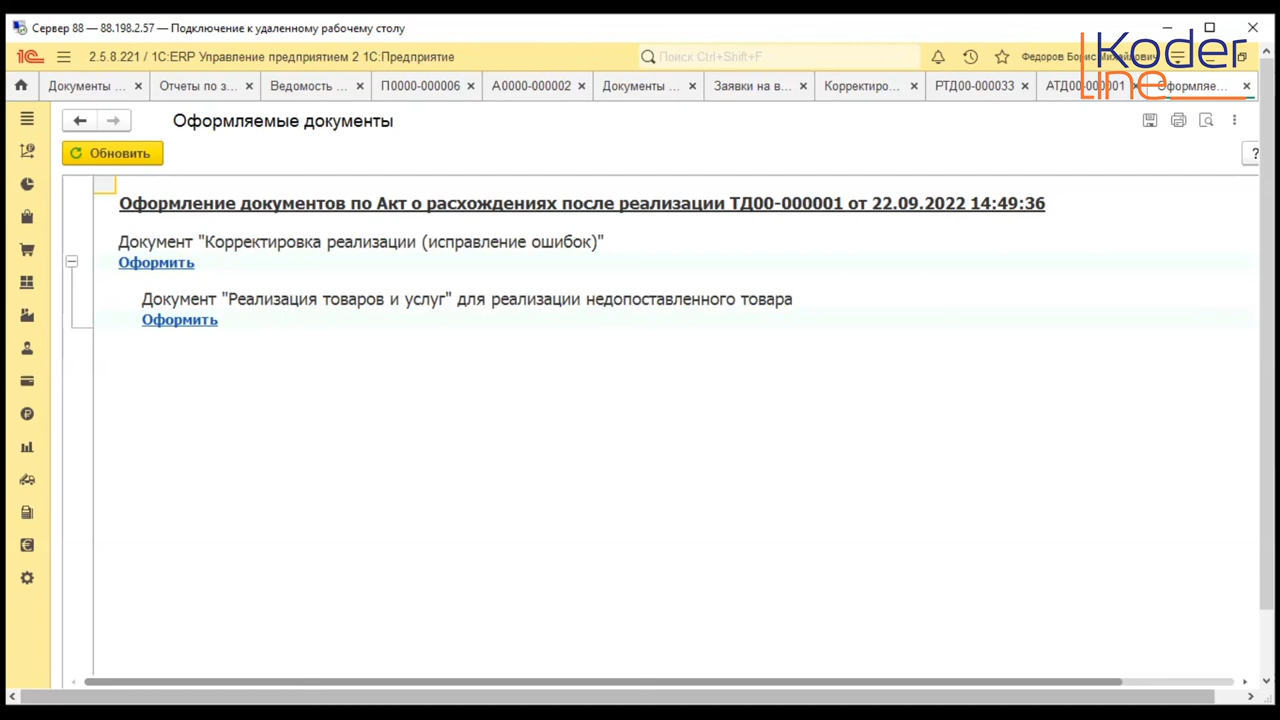 Сервер 88 — 88.198.2.57 — Подключение к удаленному рабочему столу
Koder
Line
1С 2.5.8.221 / 1С:ERP Управление предприятием 2 1С:Предприятие
Поиск Ctrl+Shift+F
Федоров Борис Михайлович
Документы ... Отчеты по з... Ведомость ... П0000-А0000-000002 Документы ... Заявки на в... Корректиро... РТД00-000033 АТД00-000001 Оформляе...
Оформляемые документы
Обновить
?
Оформление документов по Акт о расхождениях после реализации ТД00-000001 от 22.09.2022 14:49:36
Документ "Корректировка реализации (исправление ошибок)"
Оформить
Документ "Реализация товаров и услуг" для реализации недопоставленного товара
Оформить